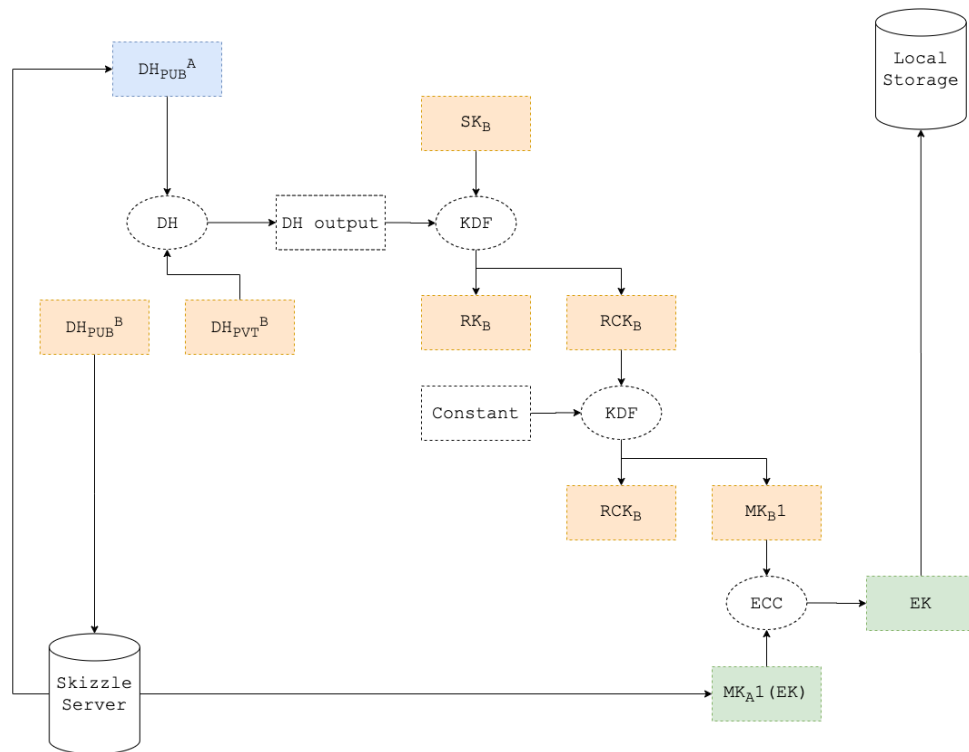 Local
Storage
DH_PUB^A
SK_B
DH
DH output
KDF
DH_PUB^B
DH_PVT^B
RK_B
RCK_B
Constant
KDF
RCK_B
MK_B1
ECC
EK
Skizzle
Server
MK_A1(EK)